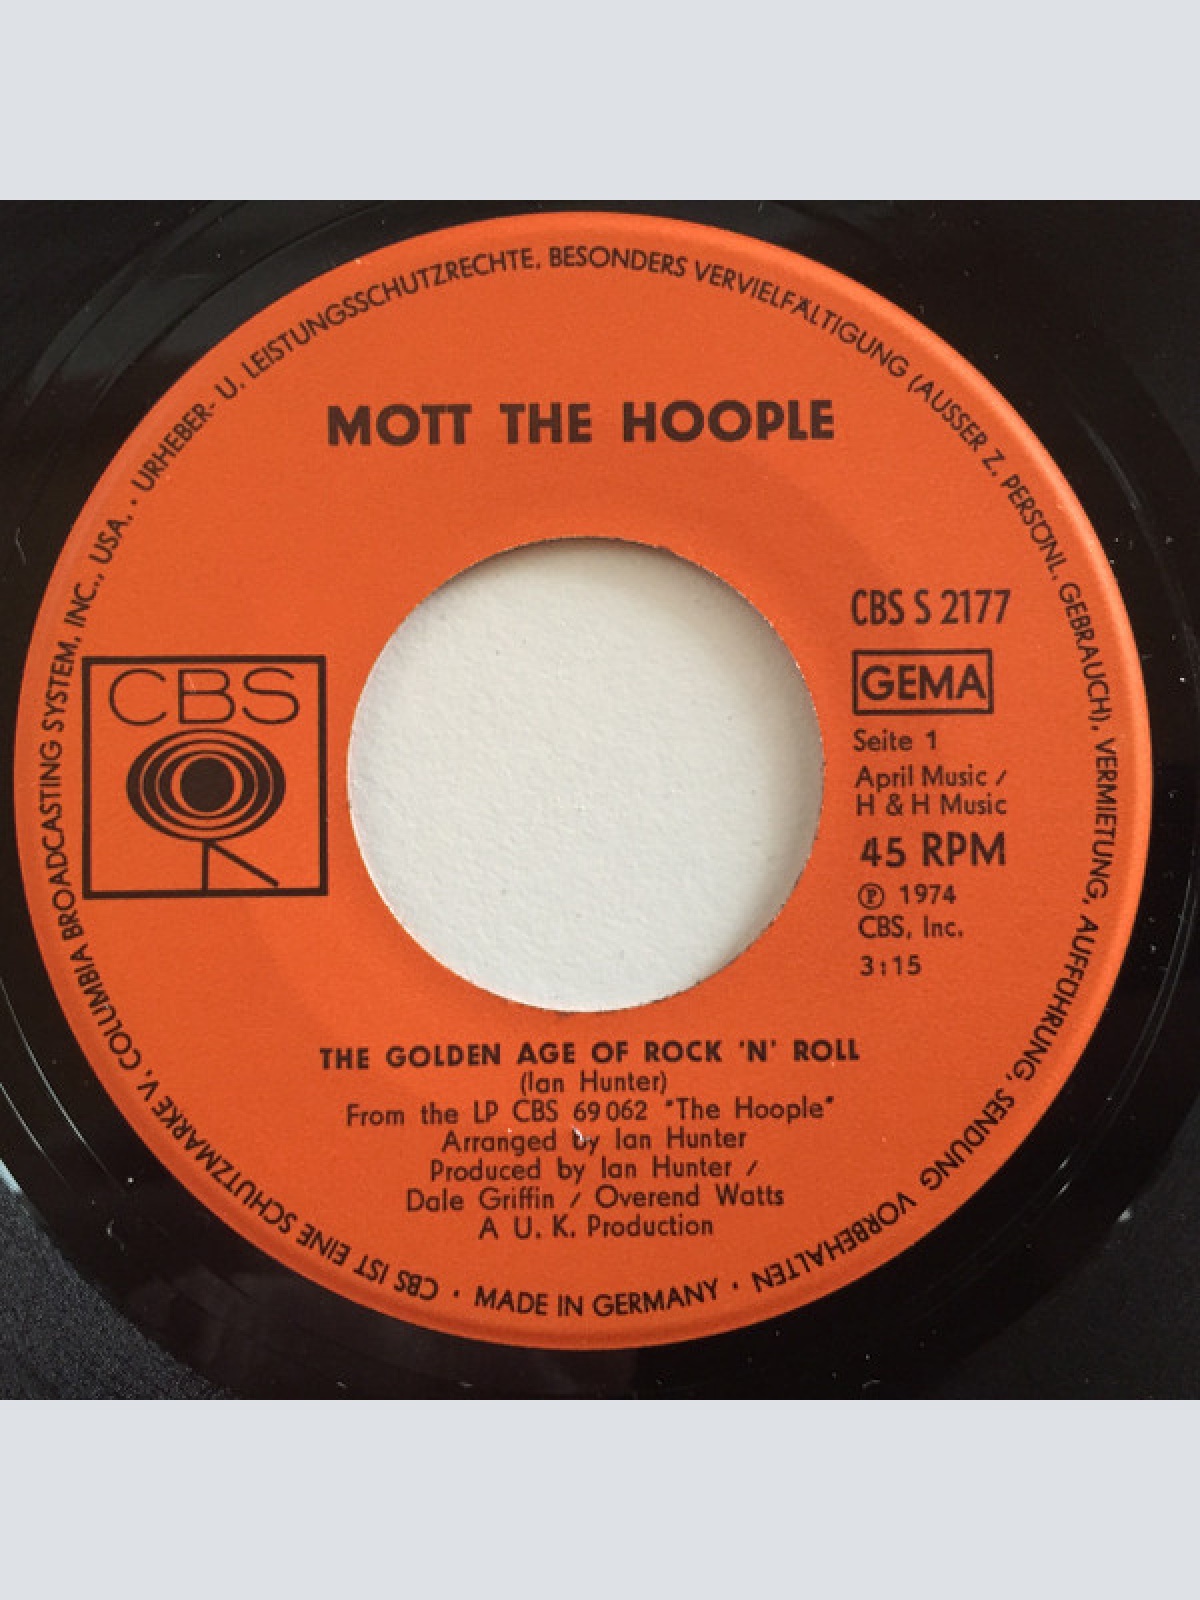 URHEBER- U. LEISTUNGSSCHUTZRECHTE, BESONDERS VERVIELFÄLTIGUNG (AUSSER Z. PERSÖNL. GEBRAUCH), VERMIETUNG, AUFFÜHRUNG, SENDUNG VORBEHALTEN · MADE IN GERMANY · CBS IST EINE SCHUTZMARKE V. COLUMBIA BROADCASTING SYSTEM, INC., USA. ·
MOTT THE HOOPLE
CBS
CBS S 2177
GEMA
Seite 1
April Music /
H & H Music
45 RPM
℗ 1974
CBS, Inc.
3:15
THE GOLDEN AGE OF ROCK 'N' ROLL
(Ian Hunter)
From the LP CBS 69 062 "The Hoople"
Arranged by Ian Hunter
Produced by Ian Hunter /
Dale Griffin / Overend Watts
A U. K. Production